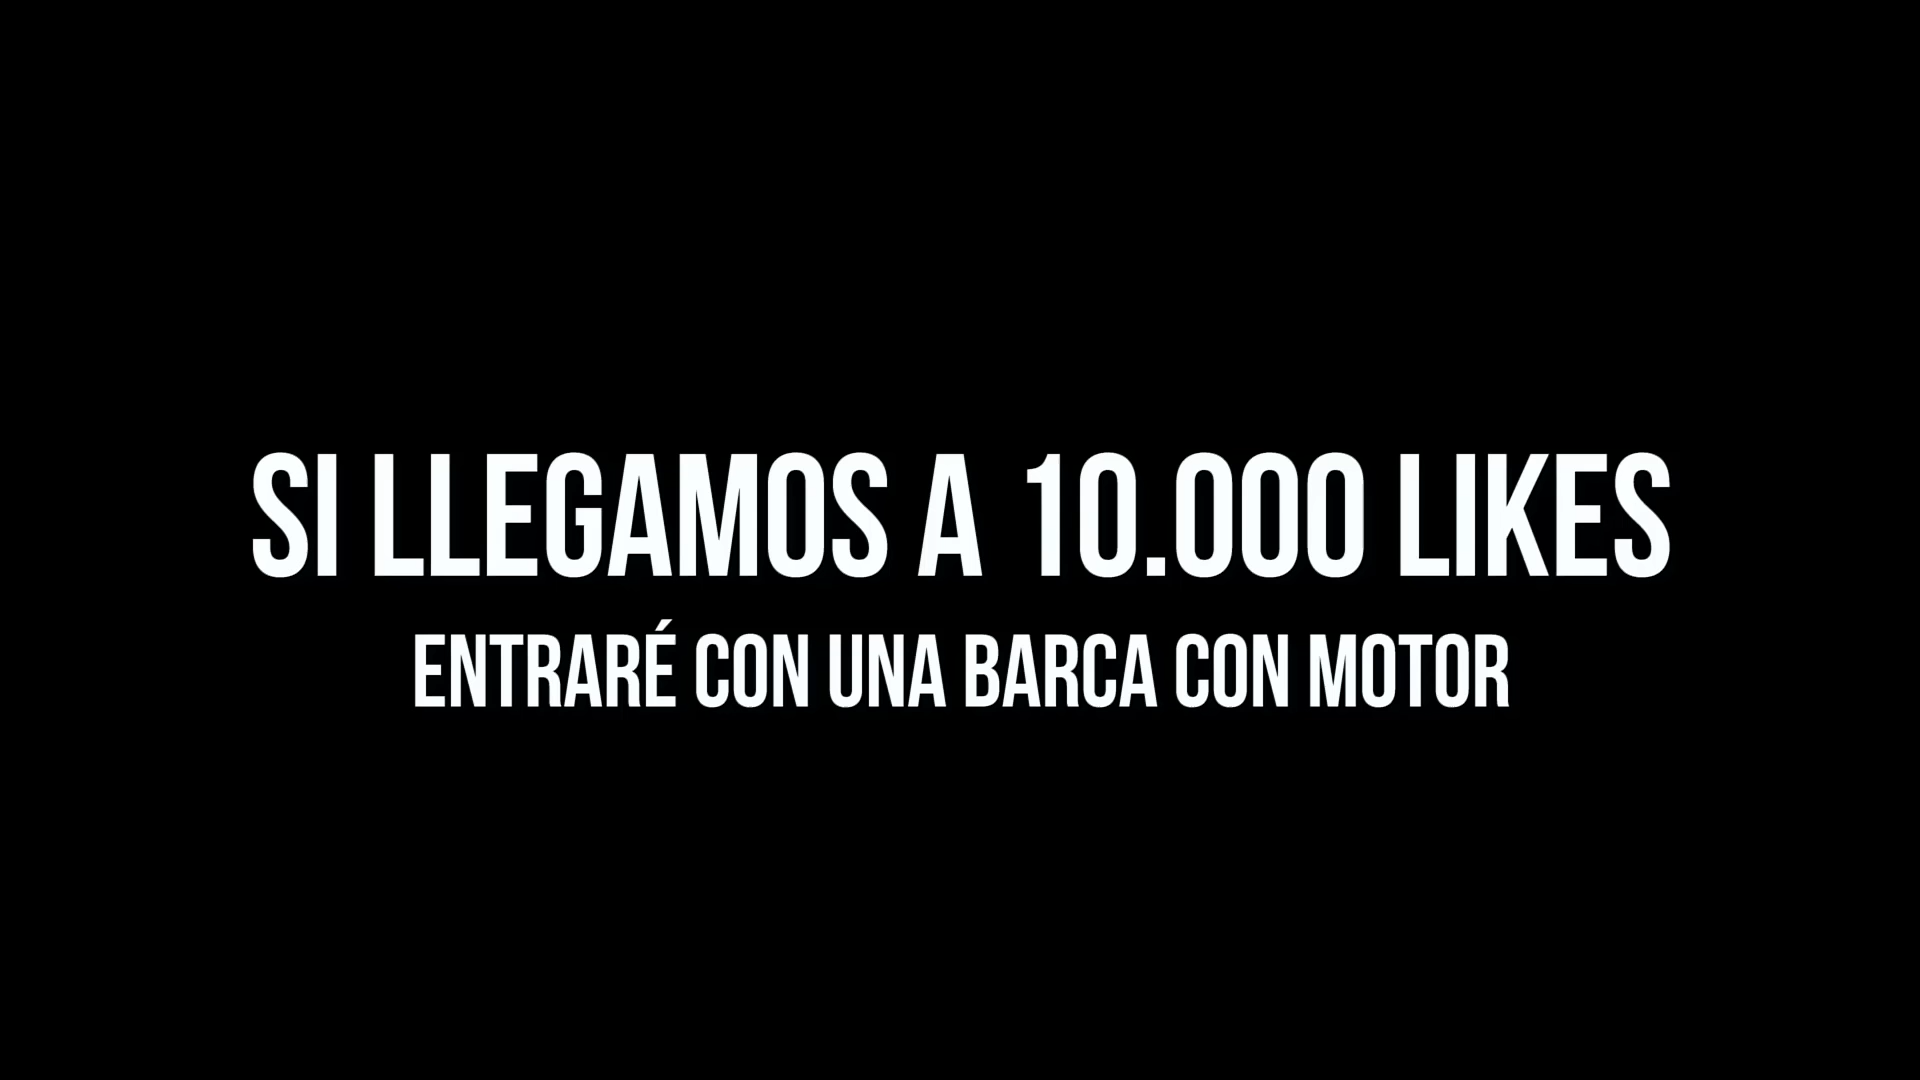 SI LLEGAMOS A 10.000 LIKES
ENTRARÉ CON UNA BARCA CON MOTOR